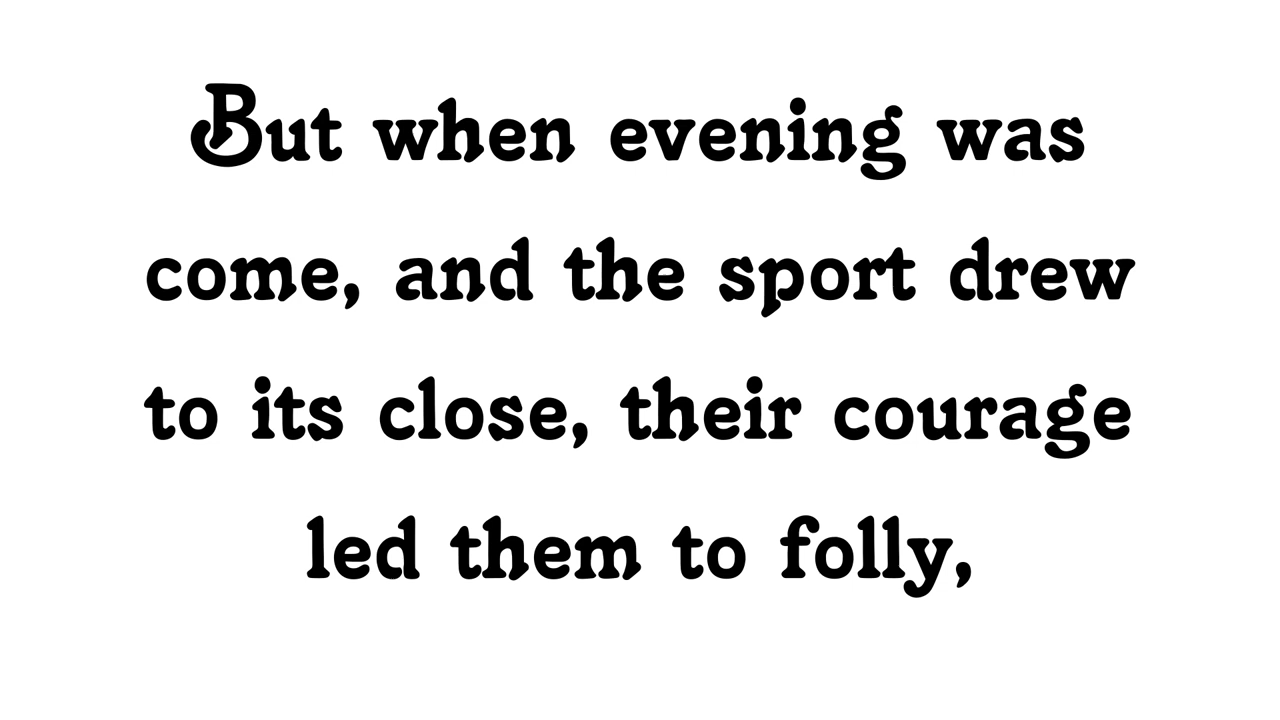 But when evening was
come, and the sport drew
to its close, their courage
led them to folly,